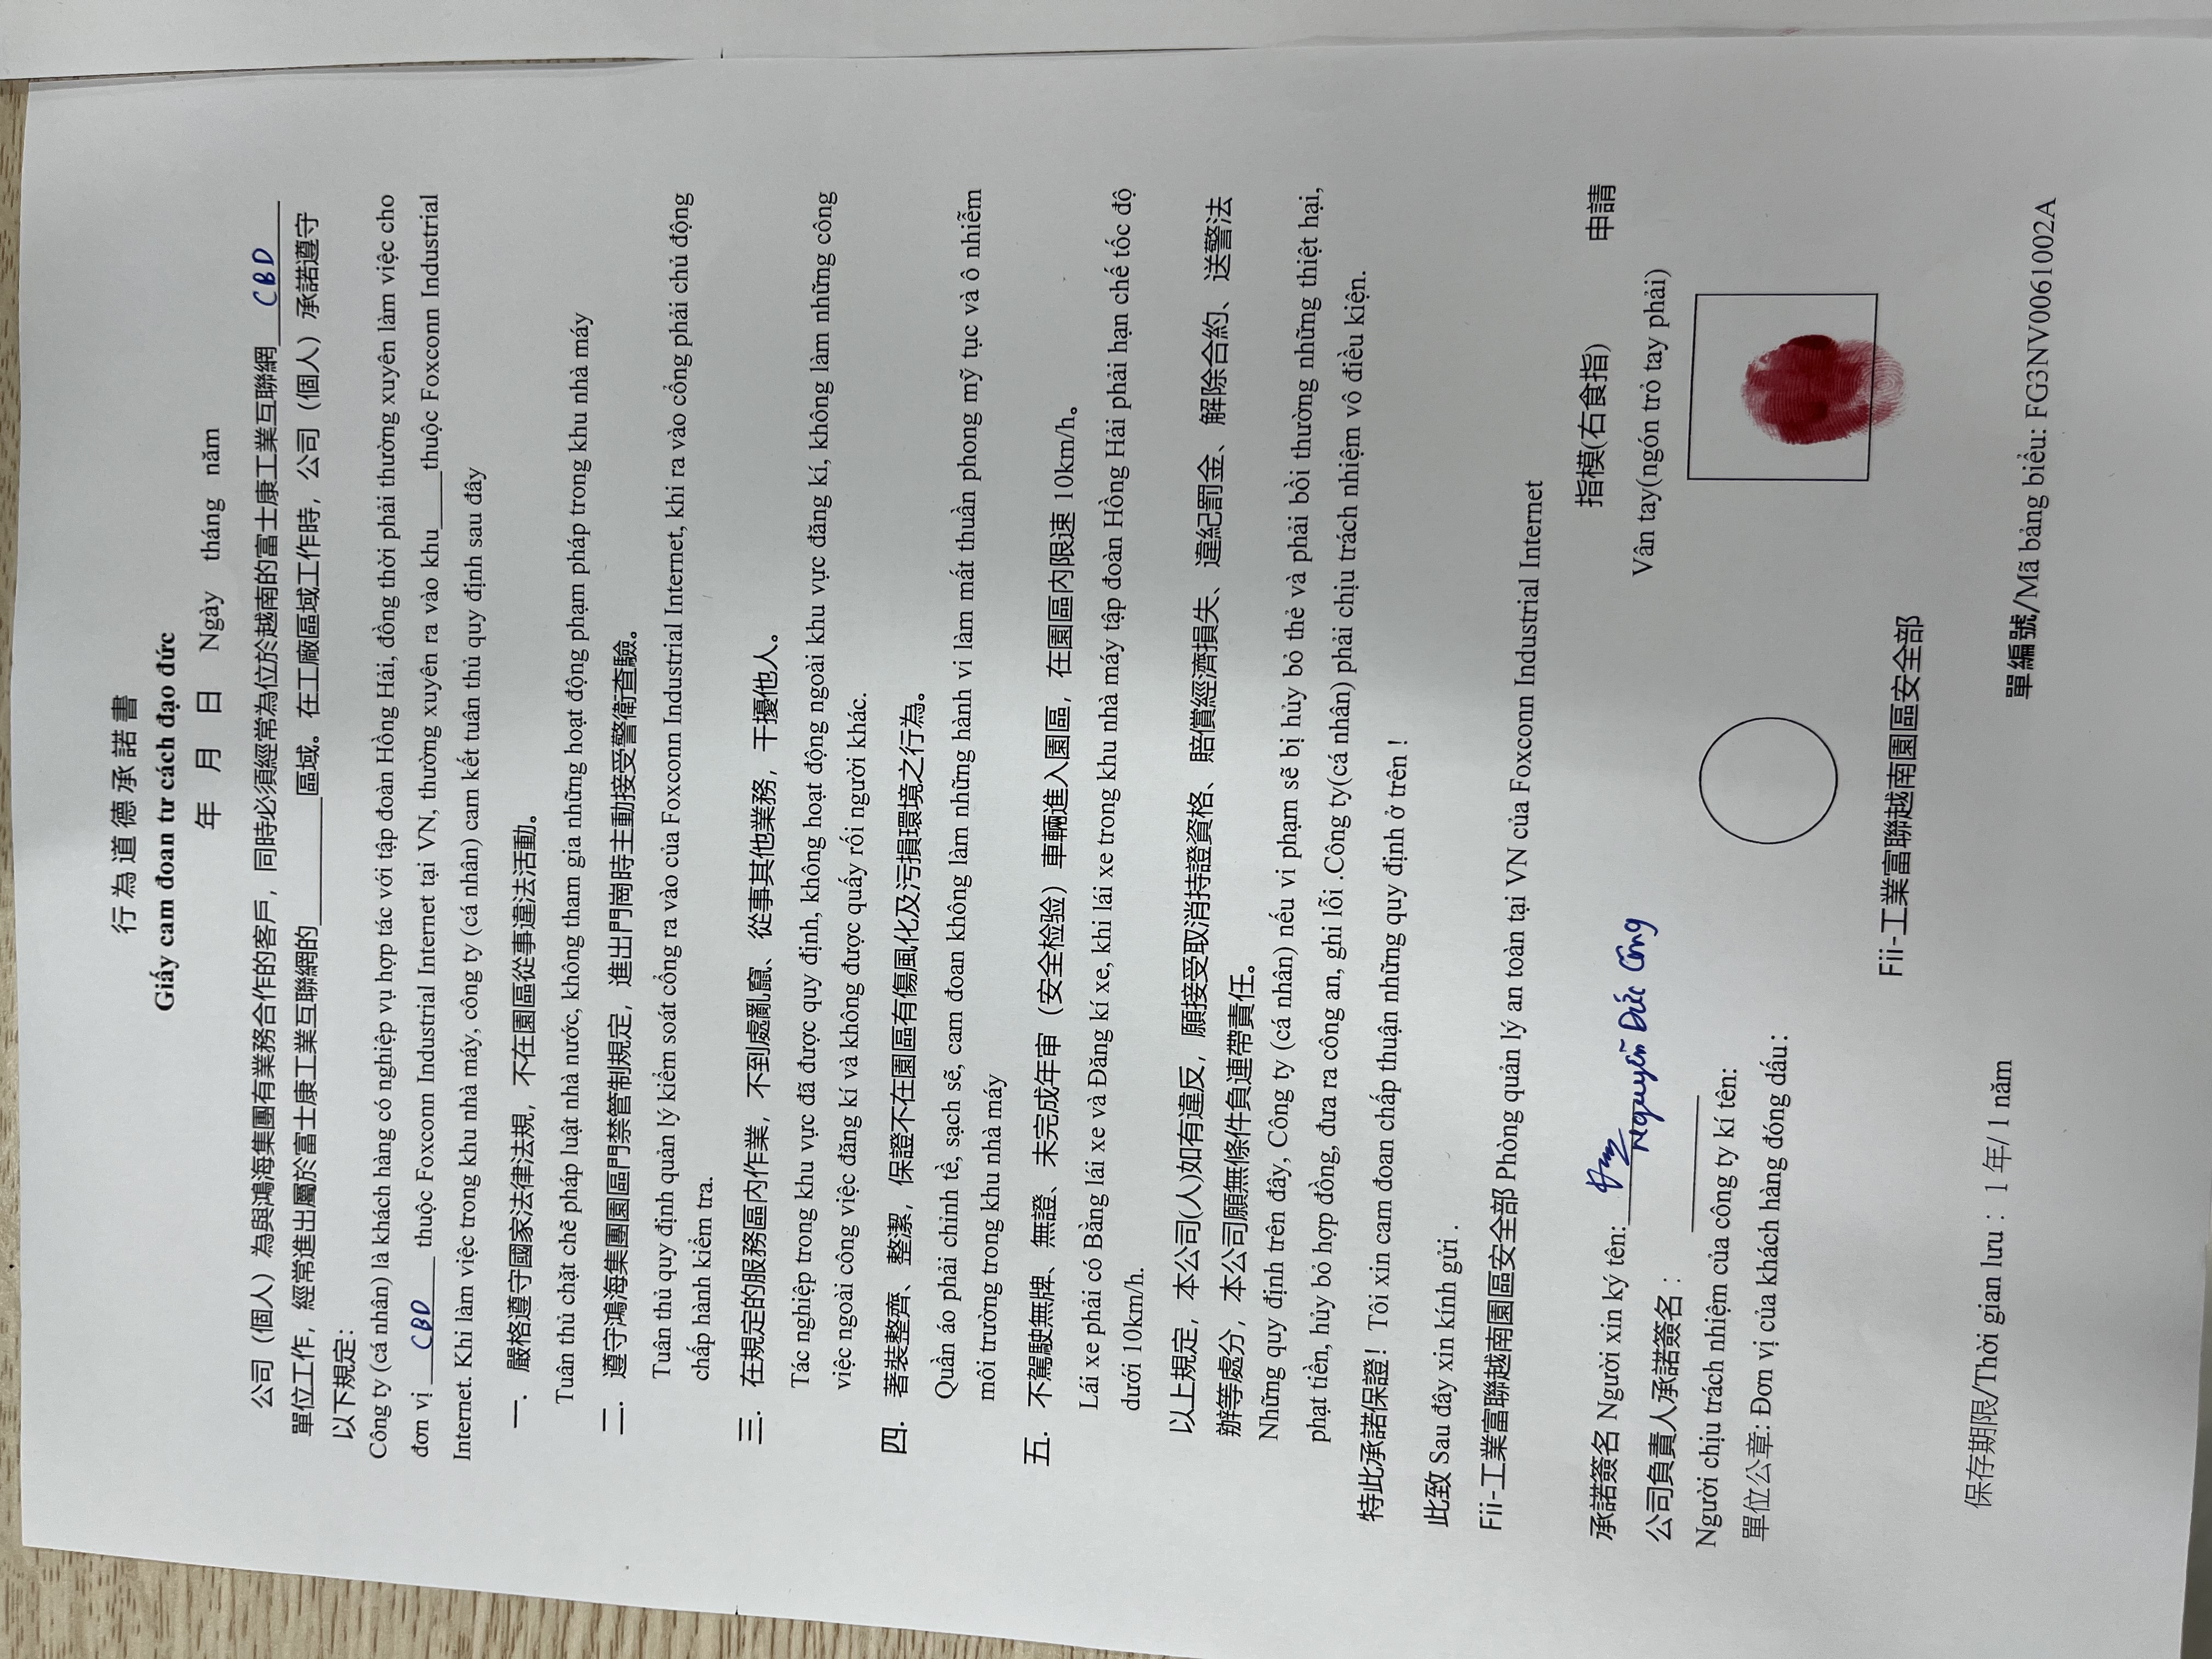 行為道德承諾書
Giấy cam đoan tư cách đạo đức
年 月 日 Ngày tháng năm
公司（個人）為與鴻海集團有業務合作的客戶，同時必須經常為位於越南的富士康工業互聯網 CBD
單位工作，經常進出屬於富士康工業互聯網的_________區域。在工廠區域工作時，公司（個人）承諾遵守
以下規定：
Công ty (cá nhân) là khách hàng có nghiệp vụ hợp tác với tập đoàn Hồng Hải, đồng thời phải thường xuyên làm việc cho
đơn vị CBD thuộc Foxconn Industrial Internet tại VN, thường xuyên ra vào khu____thuộc Foxconn Industrial
Internet. Khi làm việc trong khu nhà máy, công ty (cá nhân) cam kết tuân thủ quy định sau đây
一. 嚴格遵守國家法律法規，不在園區從事違法活動。
Tuân thủ chặt chẽ pháp luật nhà nước, không tham gia những hoạt động phạm pháp trong khu nhà máy
二. 遵守鴻海集團園區門禁管制規定，進出門崗時主動接受警衛查驗。
Tuân thủ quy định quản lý kiểm soát cổng ra vào của Foxconn Industrial Internet, khi ra vào cổng phải chủ động
chấp hành kiểm tra.
三. 在規定的服務區內作業，不到處亂竄、從事其他業務，干擾他人。
Tác nghiệp trong khu vực đã được quy định, không hoạt động ngoài khu vực đăng kí, không làm những công
việc ngoài công việc đăng kí và không được quấy rối người khác.
四. 著裝整齊、整潔，保證不在園區有傷風化及污損環境之行為。
Quần áo phải chỉnh tề, sạch sẽ, cam đoan không làm những hành vi làm mất thuần phong mỹ tục và ô nhiễm
môi trường trong khu nhà máy
五. 不駕駛無牌、無證、未完成年审（安全检验）車輛進入園區，在園區內限速 10km/h。
Lái xe phải có Bằng lái xe và Đăng kí xe, khi lái xe trong khu nhà máy tập đoàn Hồng Hải phải hạn chế tốc độ
dưới 10km/h.
以上規定，本公司(人)如有違反，願接受取消持證資格、賠償經濟損失、違紀罰金、解除合約、送警法
辦等處分，本公司願無條件負連帶責任。
Những quy định trên đây, Công ty (cá nhân) nếu vi phạm sẽ bị hủy bỏ thẻ và phải bồi thường những thiệt hại,
phạt tiền, hủy bỏ hợp đồng, đưa ra công an, ghi lỗi .Công ty(cá nhân) phải chịu trách nhiệm vô điều kiện.
特此承諾保證！Tôi xin cam đoan chấp thuận những quy định ở trên !
此致 Sau đây xin kính gửi .
Fii-工業富聯越南園區安全部 Phòng quản lý an toàn tại VN của Foxconn Industrial Internet
指模(右食指) 申請
承諾簽名 Người xin ký tên: Nguyễn Đức Công
Vân tay(ngón trỏ tay phải)
公司負責人承諾簽名：
Người chịu trách nhiệm của công ty kí tên:
單位公章: Đơn vị của khách hàng đóng dấu：
Fii-工業富聯越南園區安全部
保存期限/Thời gian lưu： 1 年/ 1 năm
單編號/Mã bảng biểu: FG3NV0061002A